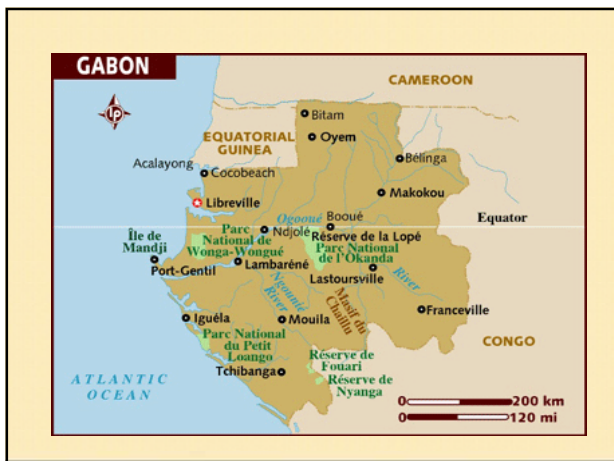 GABON
CAMEROON
lp
Bitam
EQUATORIAL
GUINEA
Oyem
Acalayong
Cocobeach
Bélinga
Makokou
Libreville
Ogooué
Booué
Equator
Ndjolé
Île de
Mandji
Parc
National de
Wonga-Wongué
Réserve de la Lopé
Parc National
de l'Okanda
Port-Gentil
Lambaréné
Lastoursville
River
Ngounié
River
Masif du
Chaillu
Franceville
Iguéla
Mouila
Parc National
du Petit
Loango
CONGO
Réserve de
Fouari
Tchibanga
Réserve de
Nyanga
ATLANTIC
OCEAN
0 200 km
0 120 mi